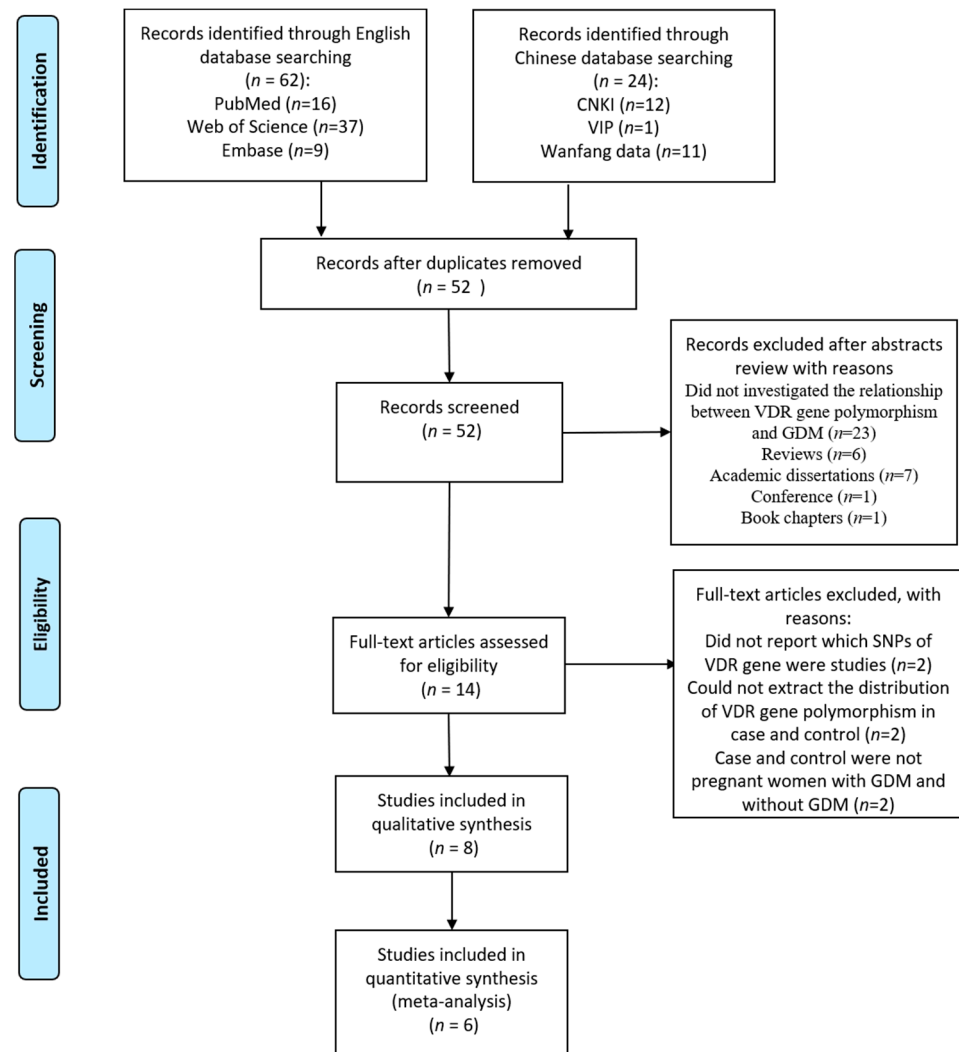 Identification
Records identified through English
database searching
(n = 62):
PubMed (n=16)
Web of Science (n=37)
Embase (n=9)
Records identified through
Chinese database searching
(n = 24):
CNKI (n=12)
VIP (n=1)
Wanfang data (n=11)
Screening
Records after duplicates removed
(n = 52 )
Records screened
(n = 52)
Records excluded after abstracts
review with reasons
Did not investigated the relationship
between VDR gene polymorphism
and GDM (n=23)
Reviews (n=6)
Academic dissertations (n=7)
Conference (n=1)
Book chapters (n=1)
Eligibility
Full-text articles assessed
for eligibility
(n = 14)
Full-text articles excluded, with
reasons:
Did not report which SNPs of
VDR gene were studies (n=2)
Could not extract the distribution
of VDR gene polymorphism in
case and control (n=2)
Case and control were not
pregnant women with GDM and
without GDM (n=2)
Included
Studies included in
qualitative synthesis
(n = 8)
Studies included in
quantitative synthesis
(meta-analysis)
(n = 6)